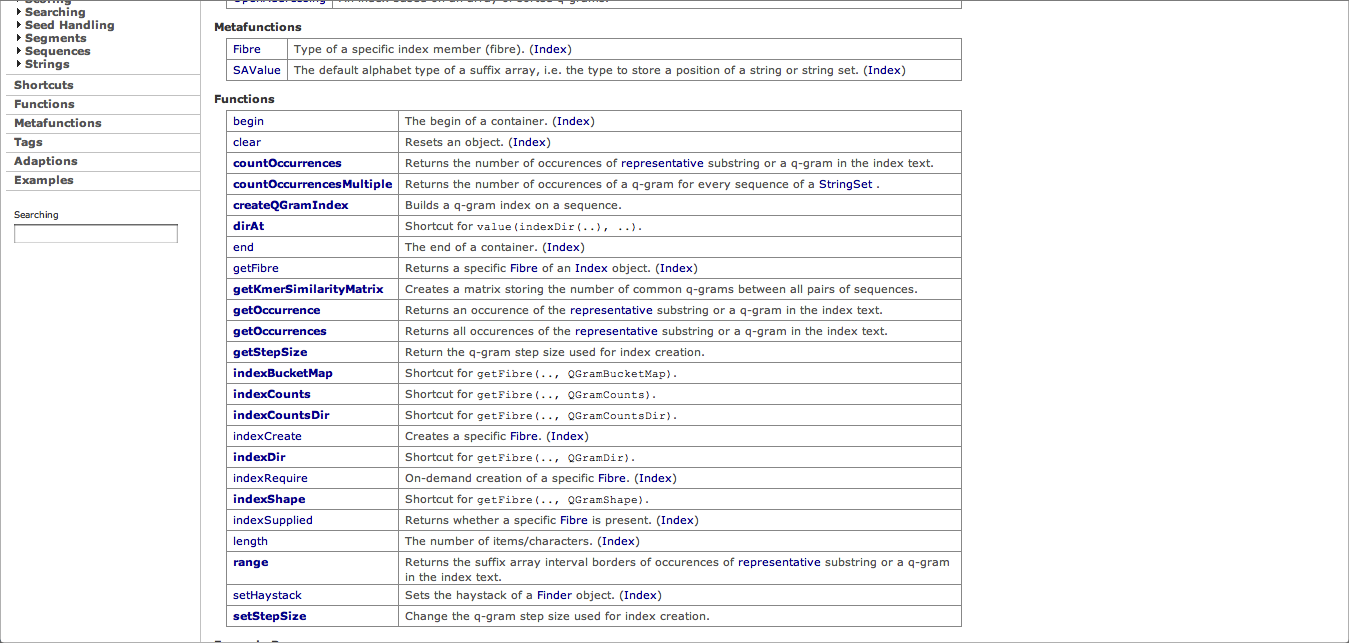 Searching
Seed Handling
Segments
Sequences
Strings
Shortcuts
Functions
Metafunctions
Tags
Adaptions
Examples
Searching
Metafunctions
Fibre Type of a specific index member (fibre). (Index)
SAValue The default alphabet type of a suffix array, i.e. the type to store a position of a string or string set. (Index)
Functions
begin The begin of a container. (Index)
clear Resets an object. (Index)
countOccurrences Returns the number of occurences of representative substring or a q-gram in the index text.
countOccurrencesMultiple Returns the number of occurences of a q-gram for every sequence of a StringSet .
createQGramIndex Builds a q-gram index on a sequence.
dirAt Shortcut for value(indexDir(..), ..).
end The end of a container. (Index)
getFibre Returns a specific Fibre of an Index object. (Index)
getKmerSimilarityMatrix Creates a matrix storing the number of common q-grams between all pairs of sequences.
getOccurrence Returns an occurence of the representative substring or a q-gram in the index text.
getOccurrences Returns all occurences of the representative substring or a q-gram in the index text.
getStepSize Return the q-gram step size used for index creation.
indexBucketMap Shortcut for getFibre(.., QGramBucketMap).
indexCounts Shortcut for getFibre(.., QGramCounts).
indexCountsDir Shortcut for getFibre(.., QGramCountsDir).
indexCreate Creates a specific Fibre. (Index)
indexDir Shortcut for getFibre(.., QGramDir).
indexRequire On-demand creation of a specific Fibre. (Index)
indexShape Shortcut for getFibre(.., QGramShape).
indexSupplied Returns whether a specific Fibre is present. (Index)
length The number of items/characters. (Index)
range Returns the suffix array interval borders of occurences of representative substring or a q-gram
in the index text.
setHaystack Sets the haystack of a Finder object. (Index)
setStepSize Change the q-gram step size used for index creation.